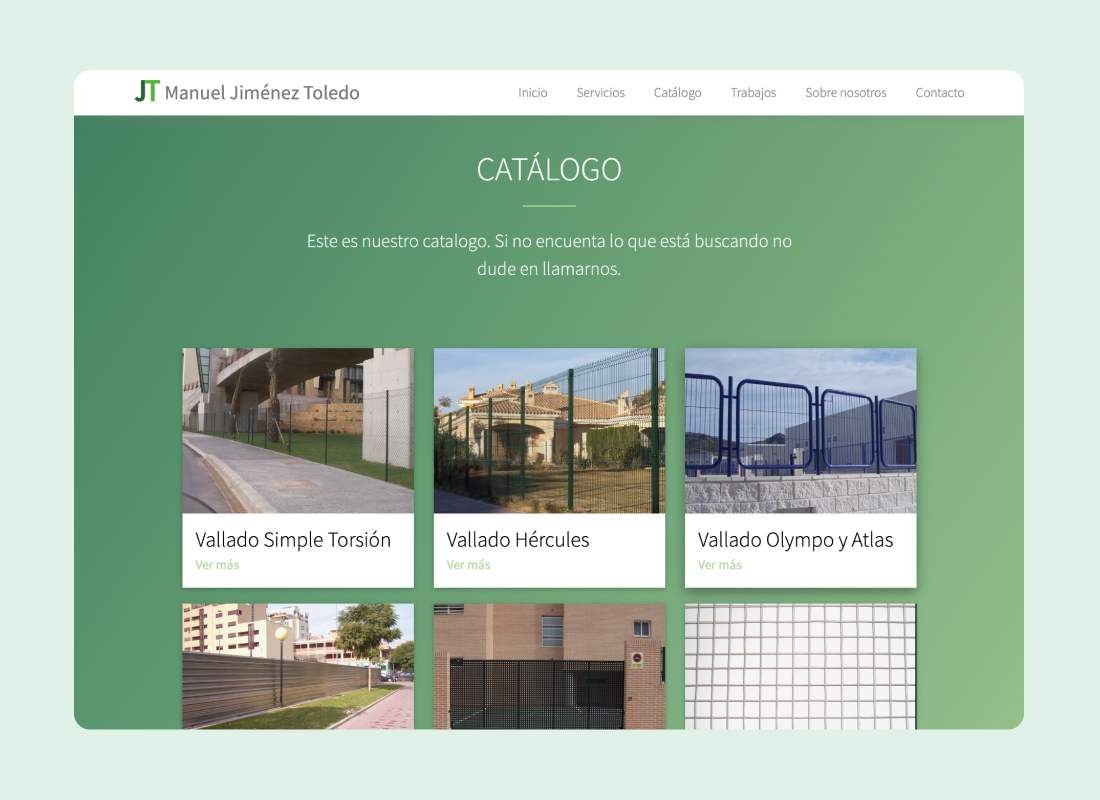 JT Manuel Jiménez Toledo
Inicio Servicios Catálogo Trabajos Sobre nosotros Contacto
CATÁLOGO
Este es nuestro catalogo. Si no encuenta lo que está buscando no
dude en llamarnos.
Vallado Simple Torsión
Ver más
Vallado Hércules
Ver más
Vallado Olympo y Atlas
Ver más